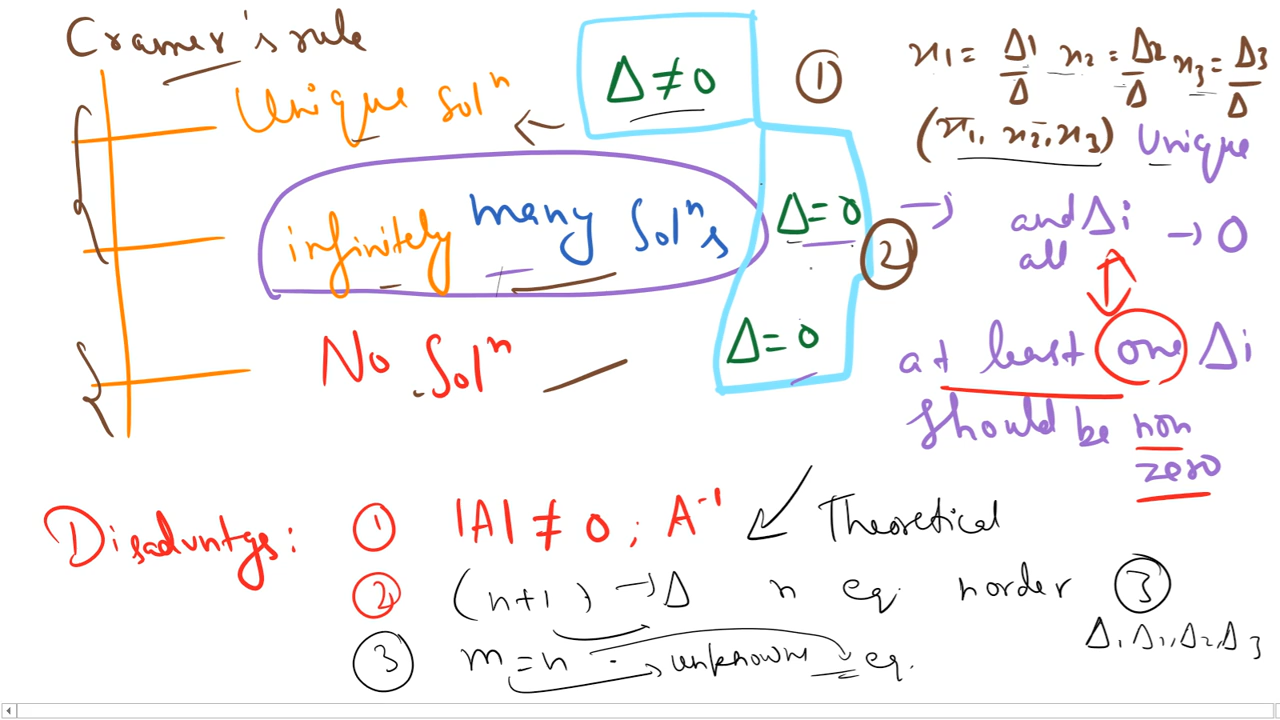 Cramer's rule
Unique Solⁿ ← Δ ≠ 0 ①
x₁ = Δ1/Δ x₂ = Δ2/Δ x₃ = Δ3/Δ
(x₁, x₂, x₃) Unique
infinitely many Solⁿs Δ = 0 ② → and Δi all → 0
No Solⁿ Δ = 0
at least one Δi
should be non
zero
Disadvntgs: ① |A| ≠ 0 ; A⁻¹ Theoretical
② (n+1) → Δ n eq. n order ③
Δ, Δ1, Δ2, Δ3
③ m = n . unknown eq.